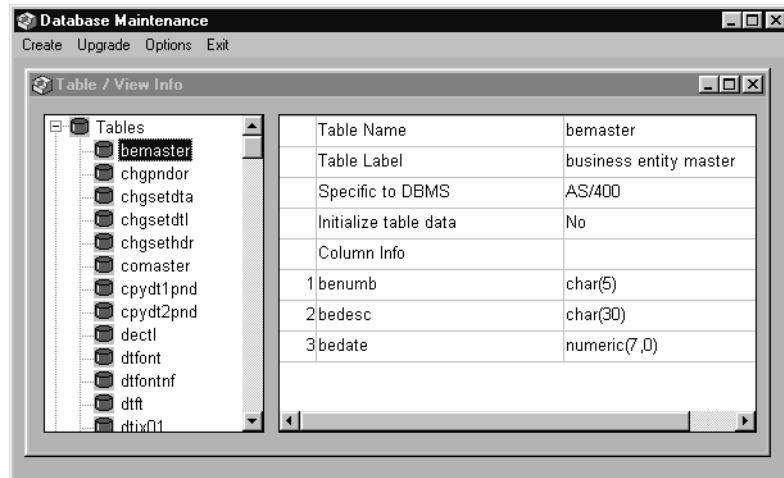 Database Maintenance
Create Upgrade Options Exit
Table / View Info
Tables
bemaster
chgpndor
chgsetdta
chgsetdtl
chgsethdr
comaster
cpydt1pnd
cpydt2pnd
dectl
dtfont
dtfontnf
dtft
dtix01
Table Name bemaster
Table Label business entity master
Specific to DBMS AS/400
Initialize table data No
Column Info
1 benumb char(5)
2 bedesc char(30)
3 bedate numeric(7,0)